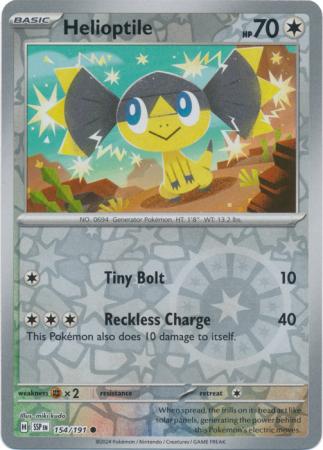 BASIC
Helioptile
HP 70
NO. 0694 Generator Pokémon. HT: 1'8" WT: 13.2 lbs.
Tiny Bolt 10
Reckless Charge 40
This Pokémon also does 10 damage to itself.
weakness ×2 resistance retreat
Illus. miki kudo
H SSP EN 154/191
When spread, the frills on its head act like
solar panels, generating the power behind
this Pokémon's electric moves.
©2024 Pokémon / Nintendo / Creatures / GAME FREAK